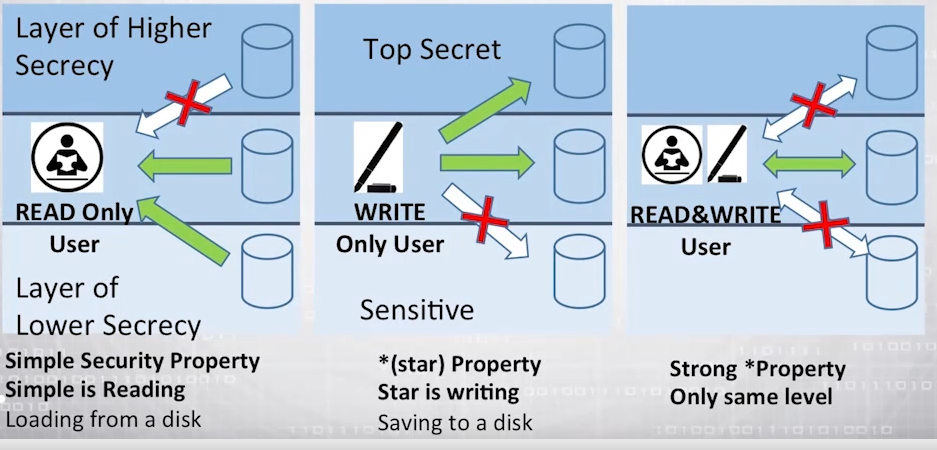 Layer of Higher
Secrecy
READ Only
User
Layer of
Lower Secrecy
Simple Security Property
Simple is Reading
Loading from a disk
Top Secret
WRITE
Only User
Sensitive
*(star) Property
Star is writing
Saving to a disk
READ&WRITE
User
Strong *Property
Only same level